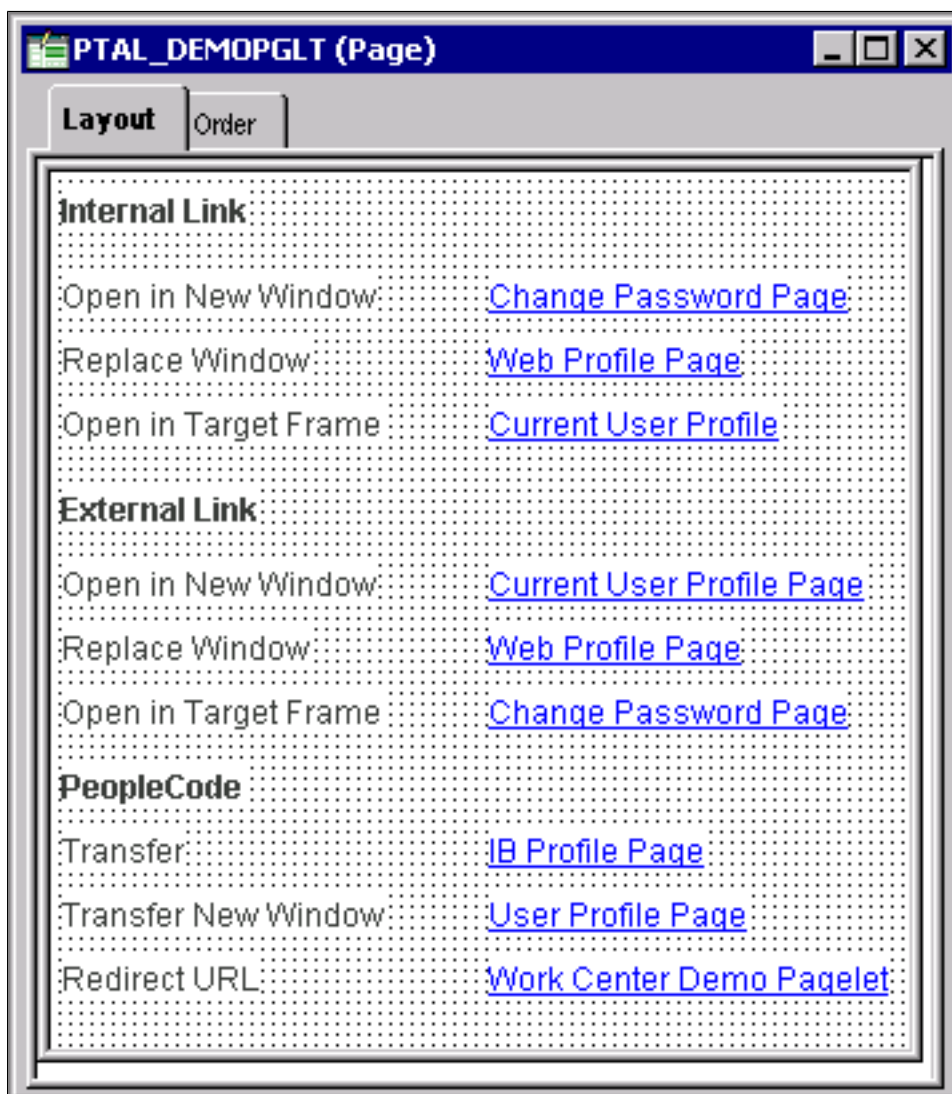 PTAL_DEMOPGLT (Page)
Layout Order
Internal Link
Open in New Window Change Password Page
Replace Window Web Profile Page
Open in Target Frame Current User Profile
External Link
Open in New Window Current User Profile Page
Replace Window Web Profile Page
Open in Target Frame Change Password Page
PeopleCode
Transfer IB Profile Page
Transfer New Window User Profile Page
Redirect URL Work Center Demo Pagelet